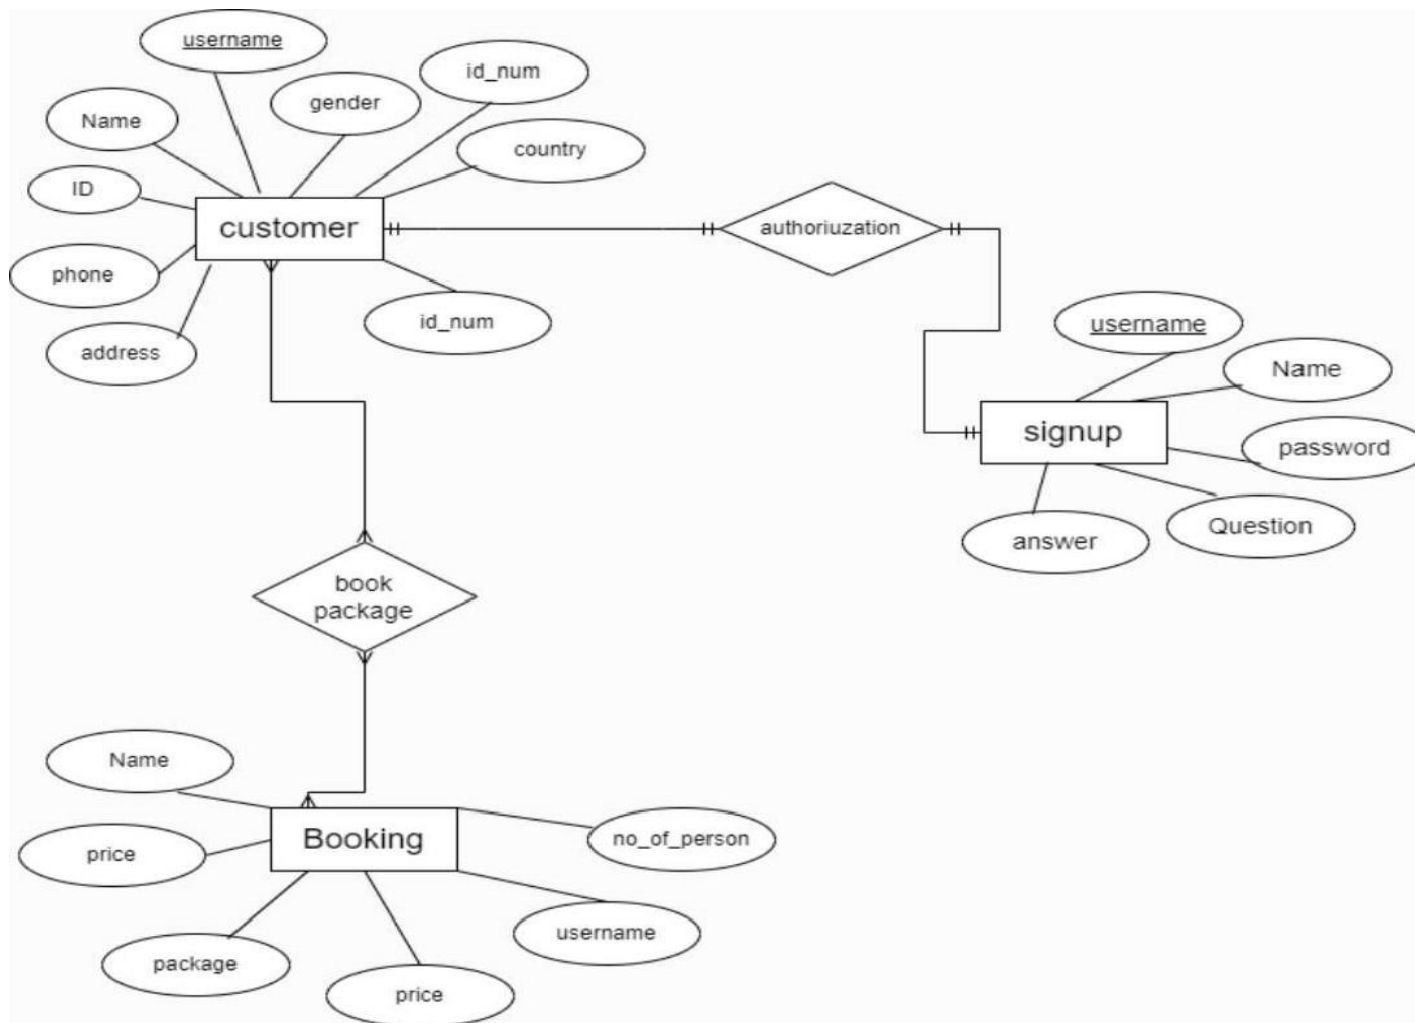 username
id_num
gender
Name
country
ID
customer
authoriuzation
phone
id_num
address
username
Name
signup
password
Question
answer
book
package
Name
Booking
no_of_person
price
username
package
price